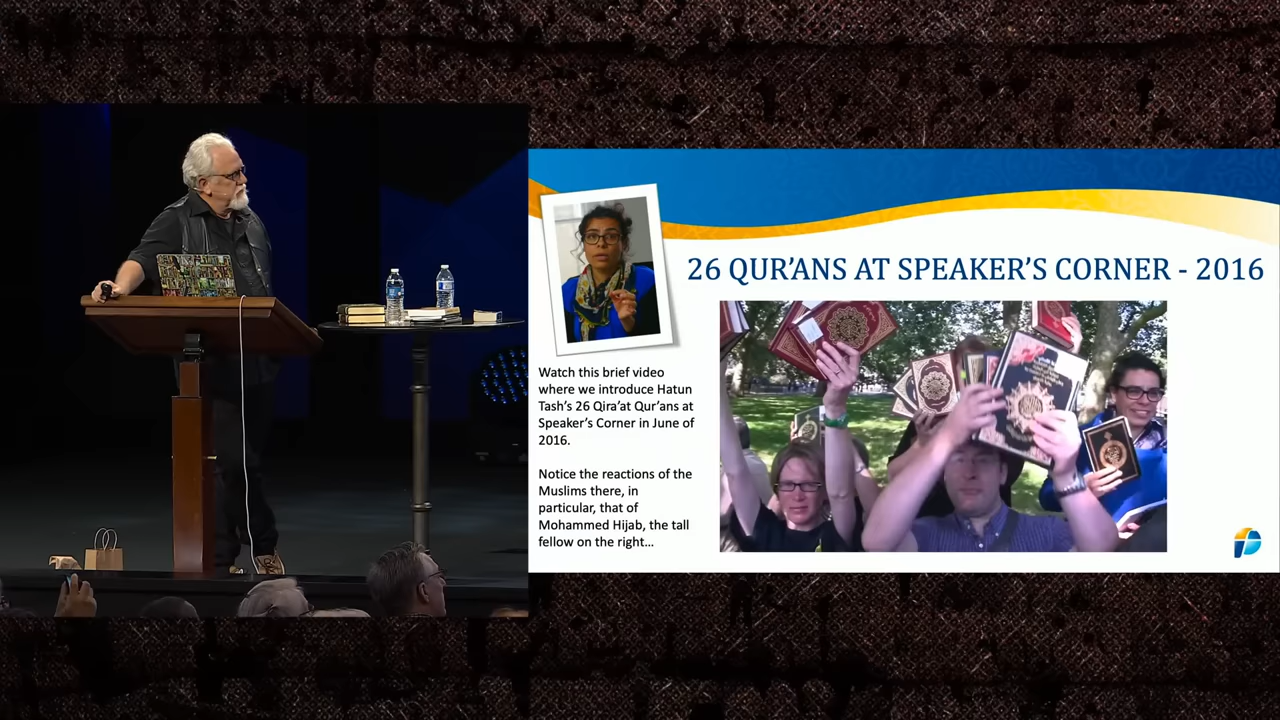 26 QUR’ANS AT SPEAKER’S CORNER - 2016
Watch this brief video
where we introduce Hatun
Tash’s 26 Qira’at Qur’ans at
Speaker’s Corner in June of
2016.
Notice the reactions of the
Muslims there, in
particular, that of
Mohammed Hijab, the tall
fellow on the right...